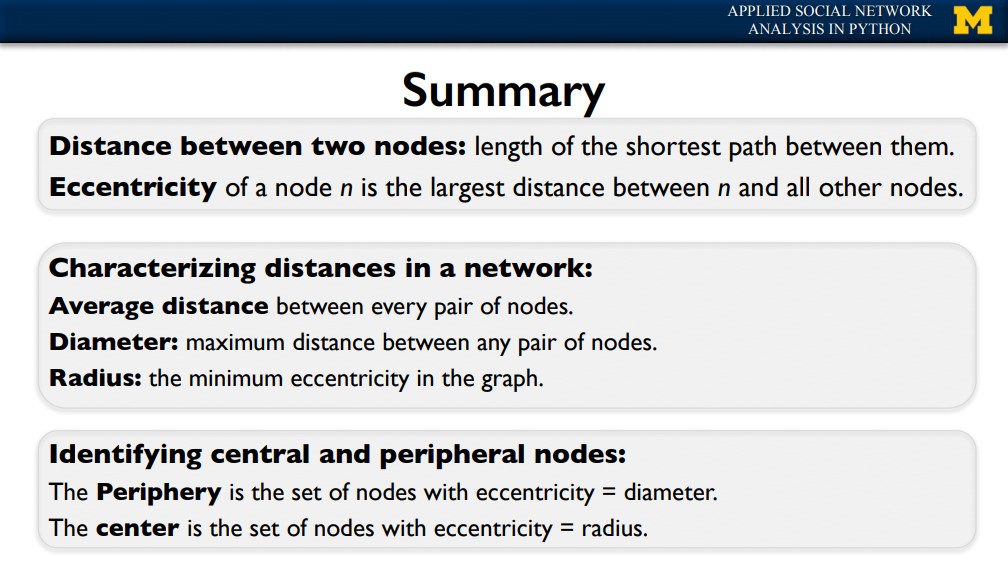 APPLIED SOCIAL NETWORK
ANALYSIS IN PYTHON
M
Summary
Distance between two nodes: length of the shortest path between them.
Eccentricity of a node n is the largest distance between n and all other nodes.
Characterizing distances in a network:
Average distance between every pair of nodes.
Diameter: maximum distance between any pair of nodes.
Radius: the minimum eccentricity in the graph.
Identifying central and peripheral nodes:
The Periphery is the set of nodes with eccentricity = diameter.
The center is the set of nodes with eccentricity = radius.